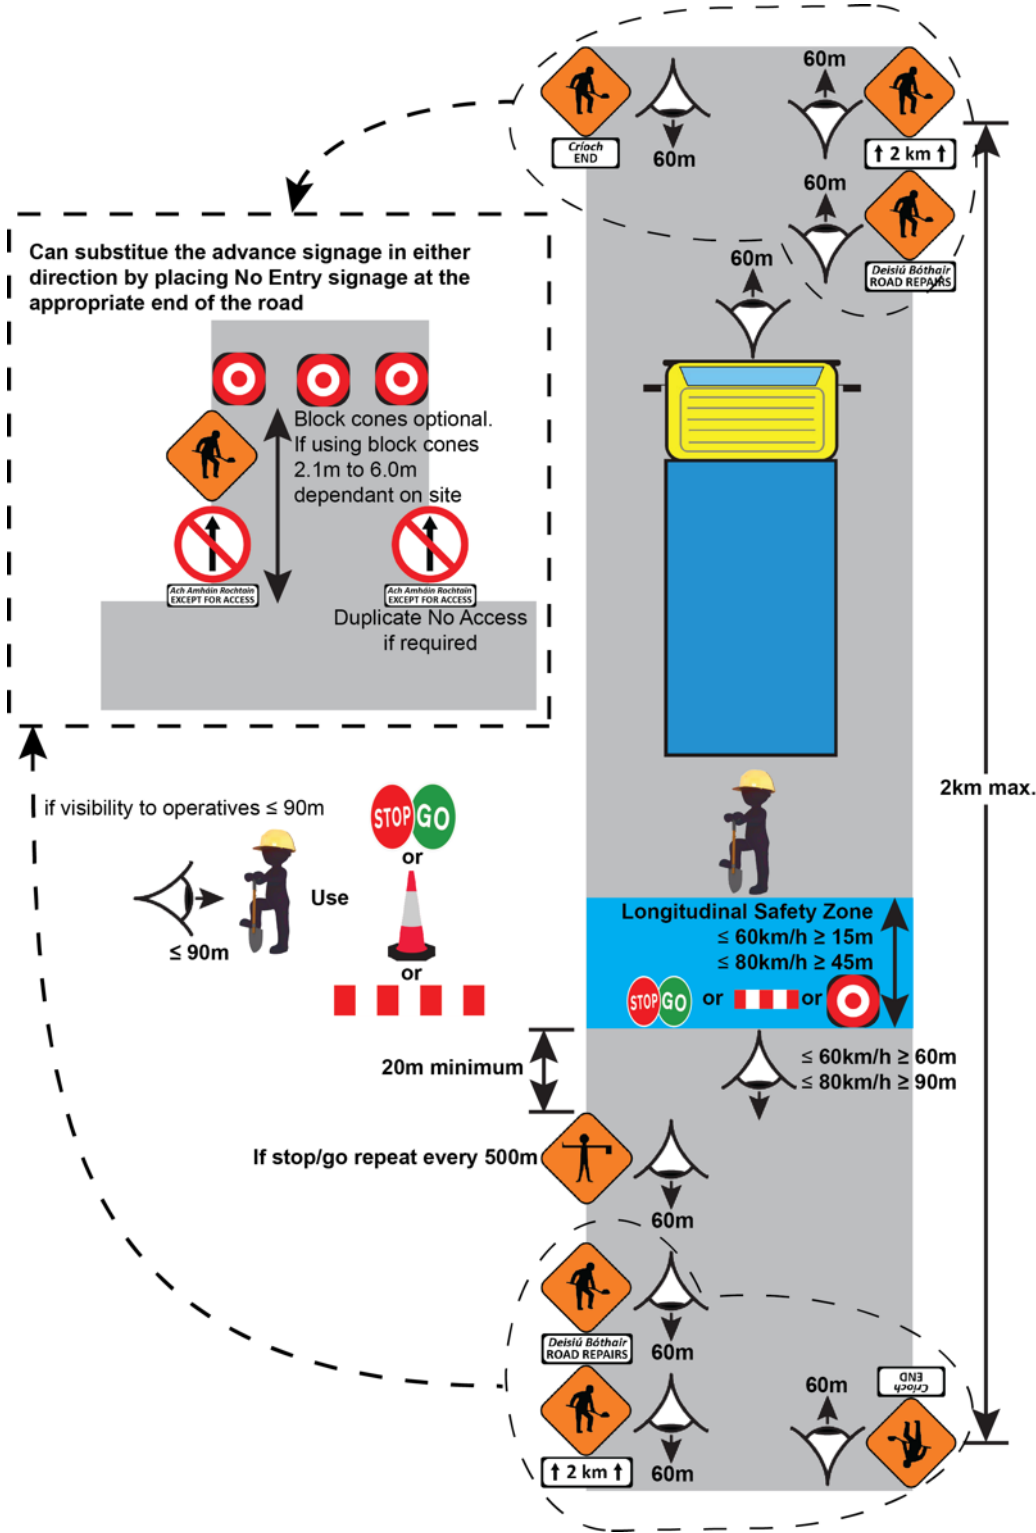 60m
Críoch
END
60m
↑ 2 km ↑
60m
Deisiú Bóthair
ROAD REPAIRS
60m
Can substitue the advance signage in either
direction by placing No Entry signage at the
appropriate end of the road
Block cones optional.
If using block cones
2.1m to 6.0m
dependant on site
Ach Amháin Rochtain
EXCEPT FOR ACCESS
Ach Amháin Rochtain
EXCEPT FOR ACCESS
Duplicate No Access
if required
2km max.
if visibility to operatives ≤ 90m
STOP GO
or
Use
≤ 90m
or
Longitudinal Safety Zone
≤ 60km/h ≥ 15m
≤ 80km/h ≥ 45m
STOP GO or or
20m minimum
≤ 60km/h ≥ 60m
≤ 80km/h ≥ 90m
If stop/go repeat every 500m
60m
Deisiú Bóthair
ROAD REPAIRS
60m
↑ 2 km ↑
60m
60m
Críoch
END